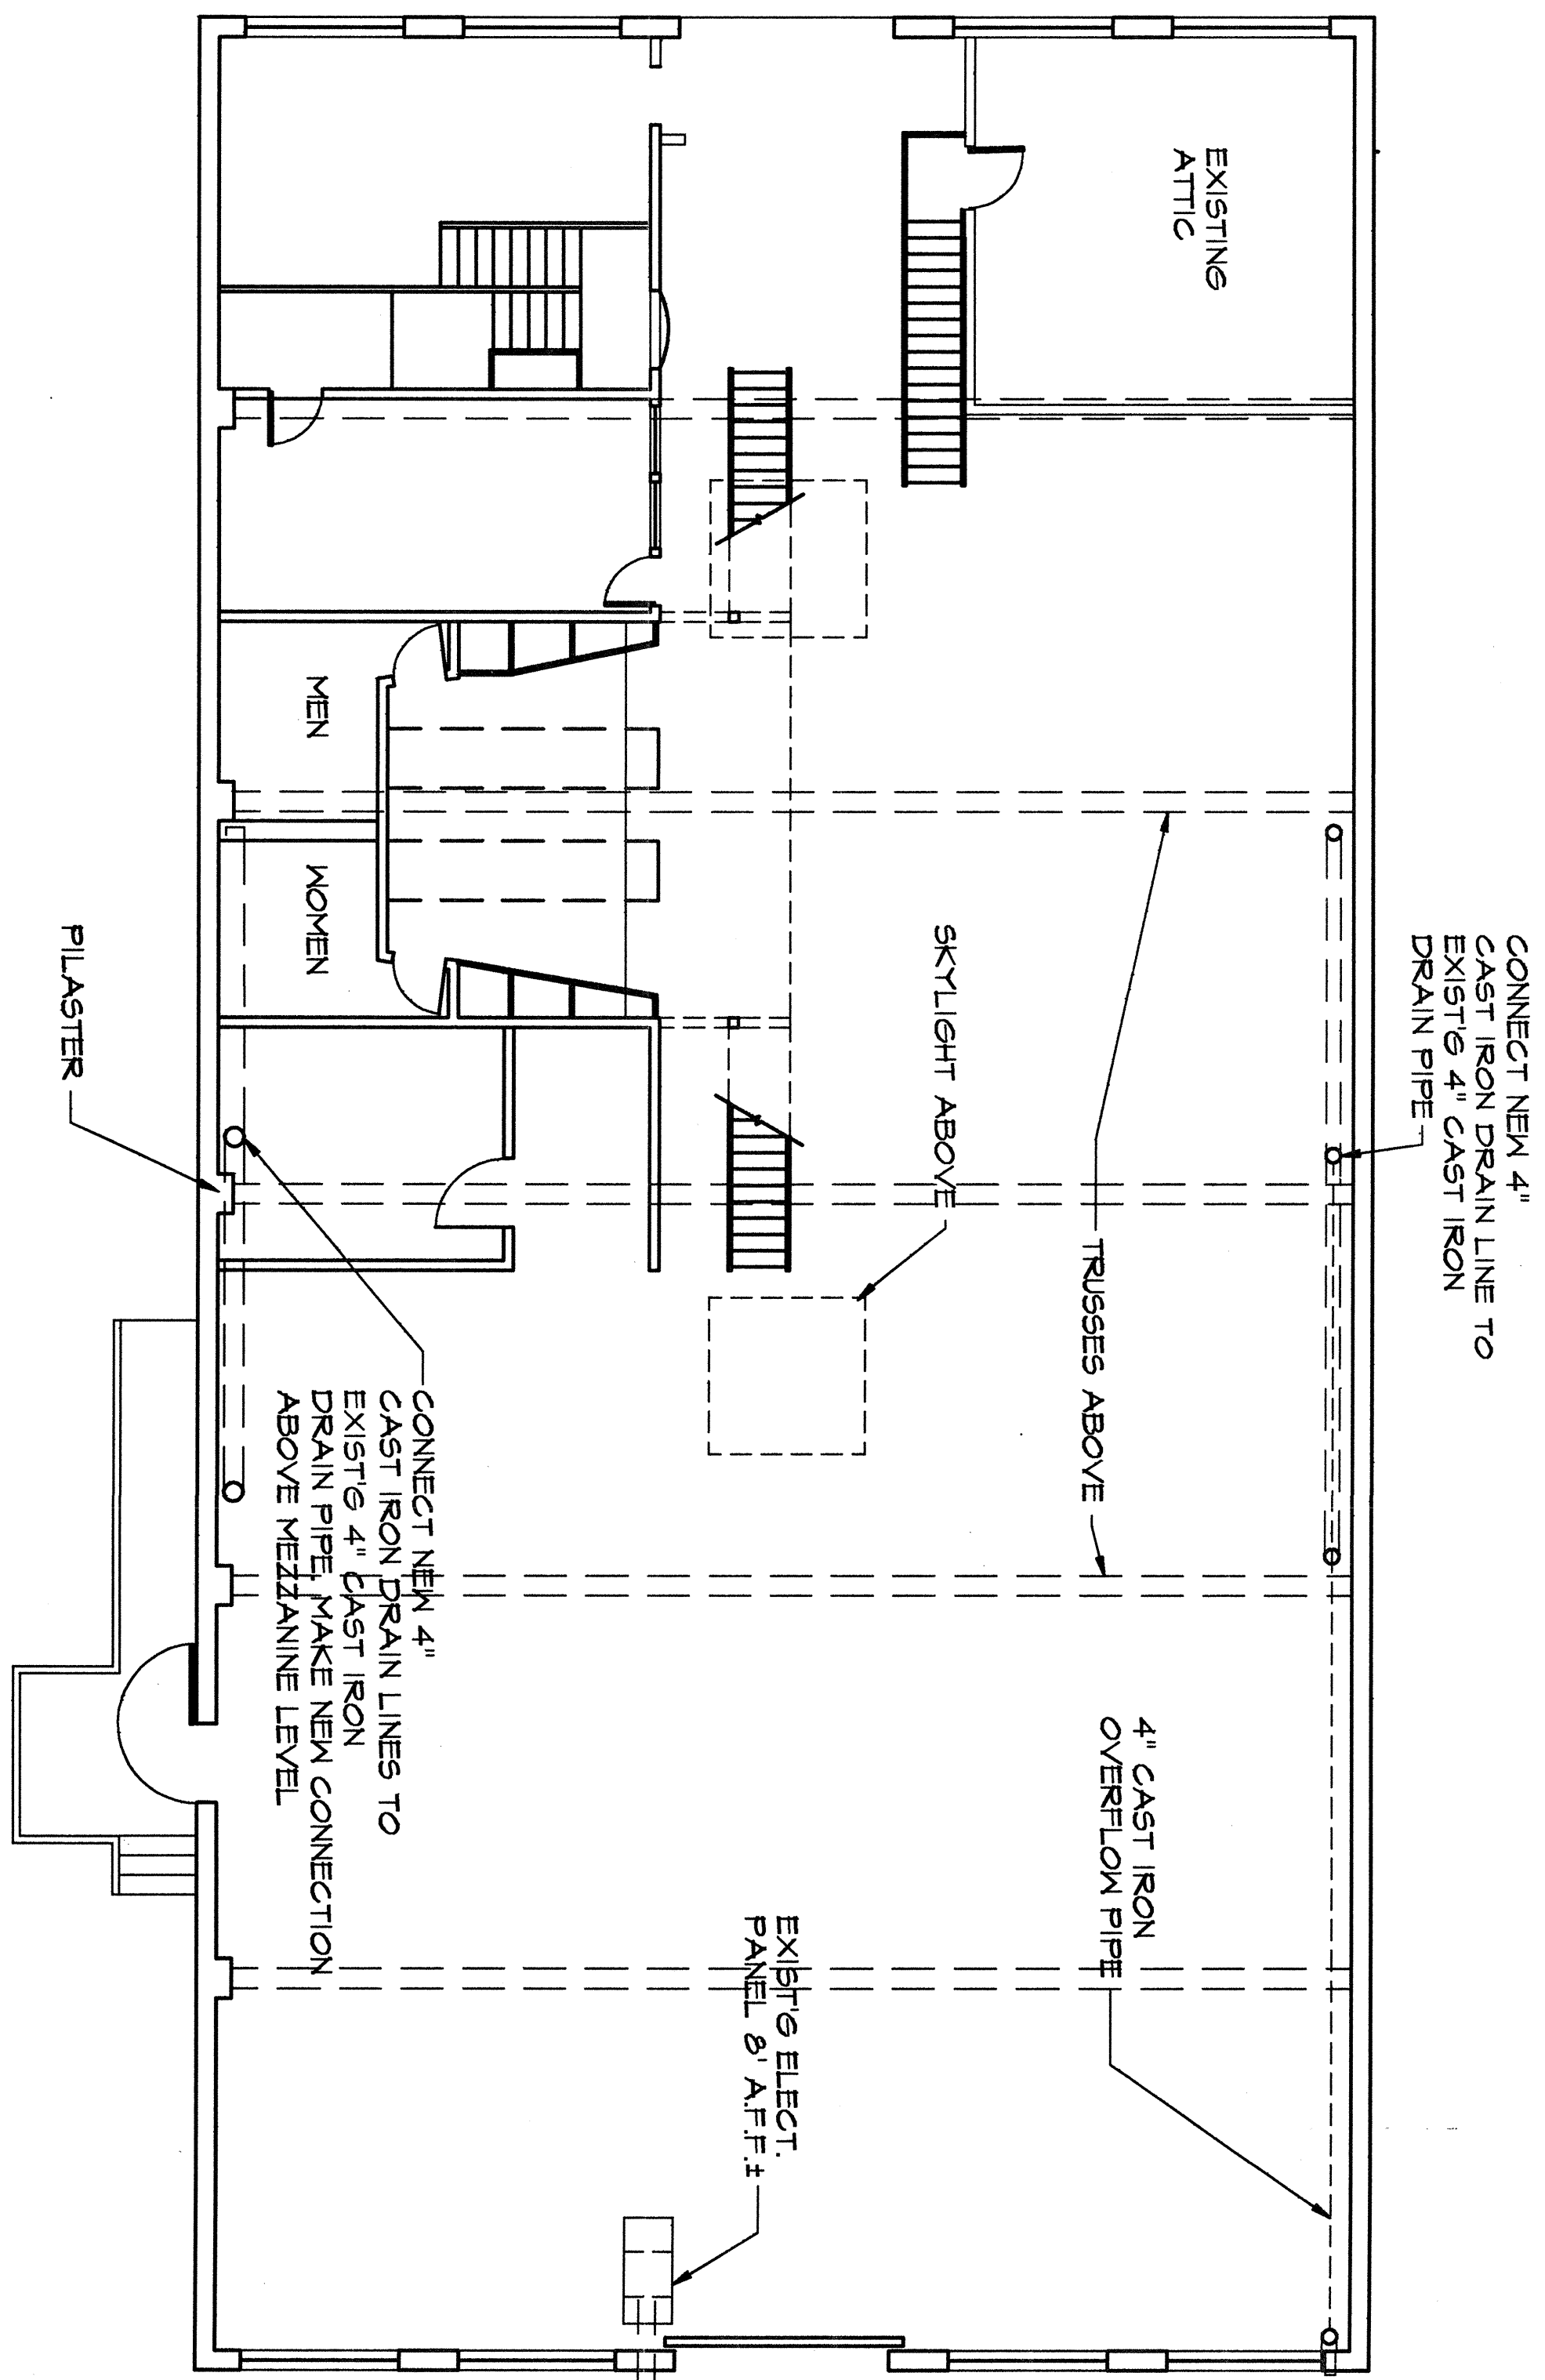 CONNECT NEW 4"
CAST IRON DRAIN LINE TO
EXIST'G 4" CAST IRON
DRAIN PIPE
EXISTING
ATTIC
TRUSSES ABOVE
4" CAST IRON
OVERFLOW PIPE
SKYLIGHT ABOVE
EXIST'G ELECT.
PANEL 8' A.F.F.±
MEN
WOMEN
CONNECT NEW 4"
CAST IRON DRAIN LINES TO
EXIST'G 4" CAST IRON
DRAIN PIPE. MAKE NEW CONNECTION
ABOVE MEZZANINE LEVEL
PILASTER